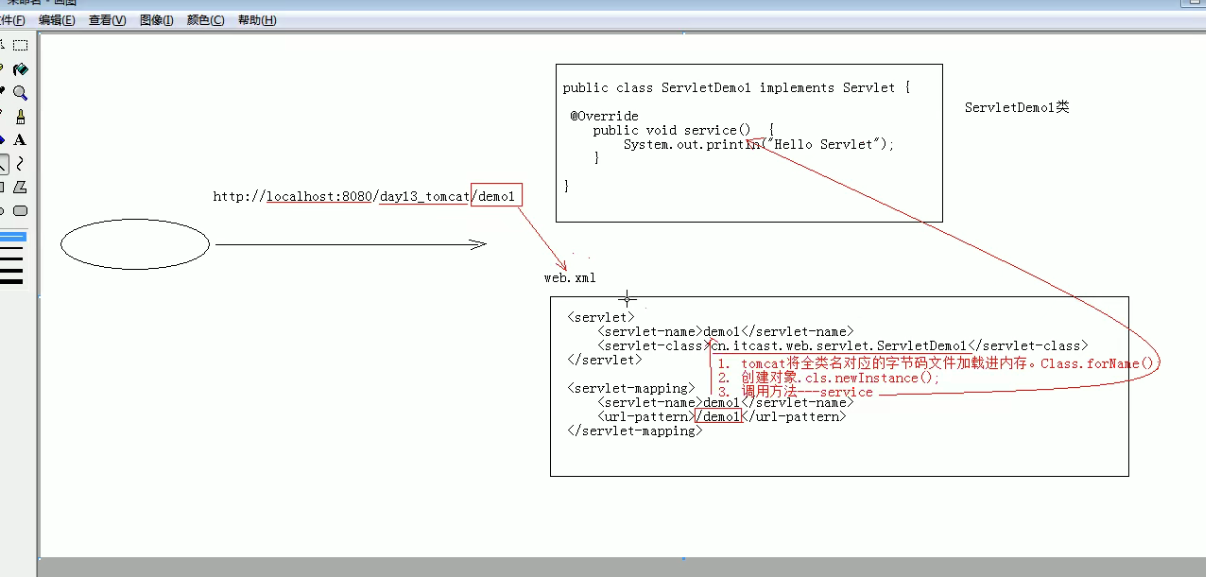 未命名 - 画图
件(F) 编辑(E) 查看(V) 图像(I) 颜色(C) 帮助(H)
public class ServletDemo1 implements Servlet {
@Override
public void service() {
System.out.println("Hello Servlet");
}
}
ServletDemo1类
http://localhost:8080/day13_tomcat/demo1
web.xml
<servlet>
<servlet-name>demo1</servlet-name>
<servlet-class>cn.itcast.web.servlet.ServletDemo1</servlet-class>
</servlet>
1. tomcat将全类名对应的字节码文件加载进内存。Class.forName()
2. 创建对象.cls.newInstance();
3. 调用方法---service
<servlet-mapping>
<servlet-name>demo1</servlet-name>
<url-pattern>/demo1</url-pattern>
</servlet-mapping>
A